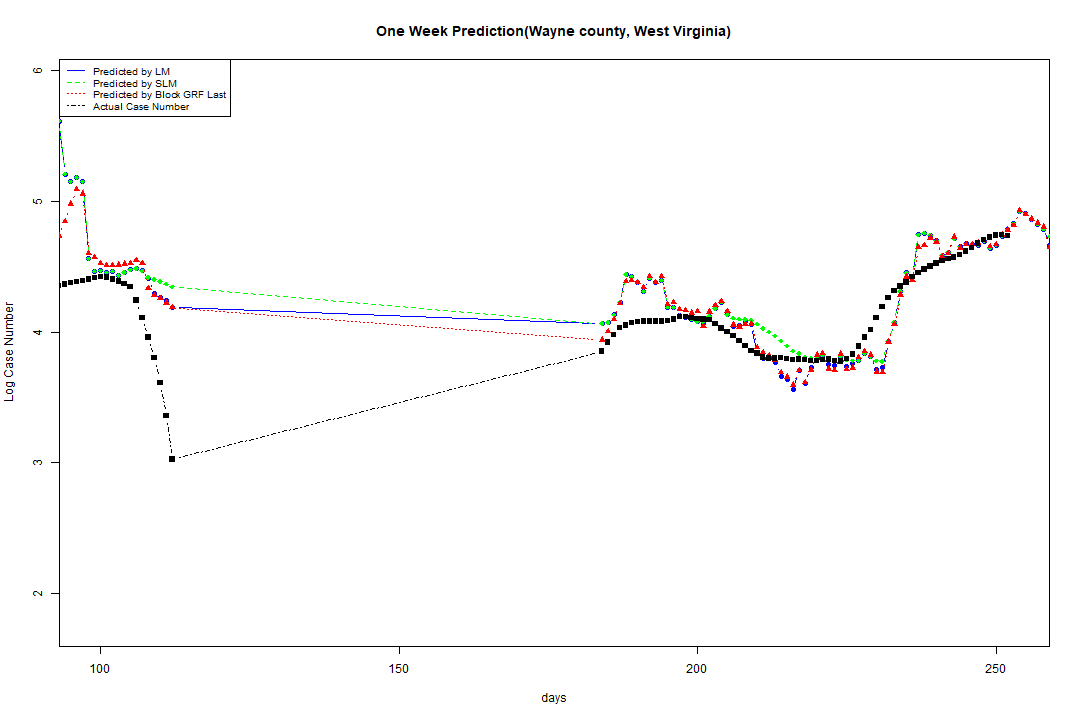 One Week Prediction(Wayne county, West Virginia)
6
Predicted by LM
Predicted by SLM
Predicted by Block GRF Last
Actual Case Number
5
4
3
2
Log Case Number
100
150
200
250
days